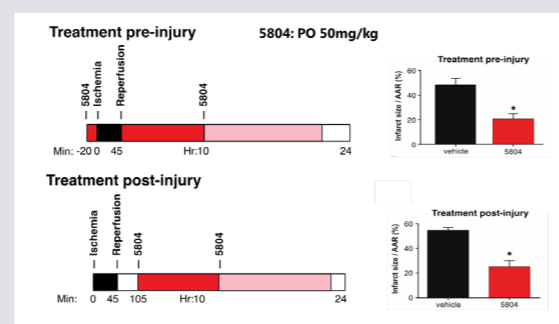 Treatment pre-injury
5804: PO 50mg/kg
5804
Ischemia
Reperfusion
5804
Min: -20 0 45 Hr:10 24
Treatment pre-injury
Infarct size / AAR (%)
60
40
20
0
*
vehicle 5804
Treatment post-injury
Ischemia
Reperfusion
5804
5804
Min: 0 45 105 Hr:10 24
Treatment post-injury
Infarct size / AAR (%)
60
40
20
0
*
vehicle 5804